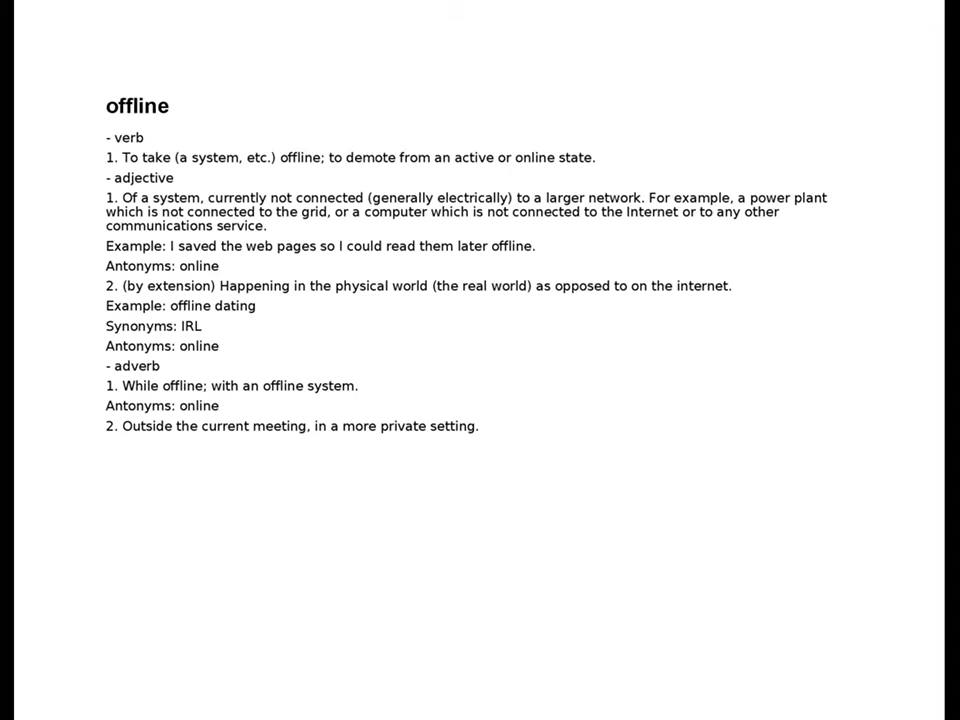 offline
- verb
1. To take (a system, etc.) offline; to demote from an active or online state.
- adjective
1. Of a system, currently not connected (generally electrically) to a larger network. For example, a power plant
which is not connected to the grid, or a computer which is not connected to the Internet or to any other
communications service.
Example: I saved the web pages so I could read them later offline.
Antonyms: online
2. (by extension) Happening in the physical world (the real world) as opposed to on the internet.
Example: offline dating
Synonyms: IRL
Antonyms: online
- adverb
1. While offline; with an offline system.
Antonyms: online
2. Outside the current meeting, in a more private setting.